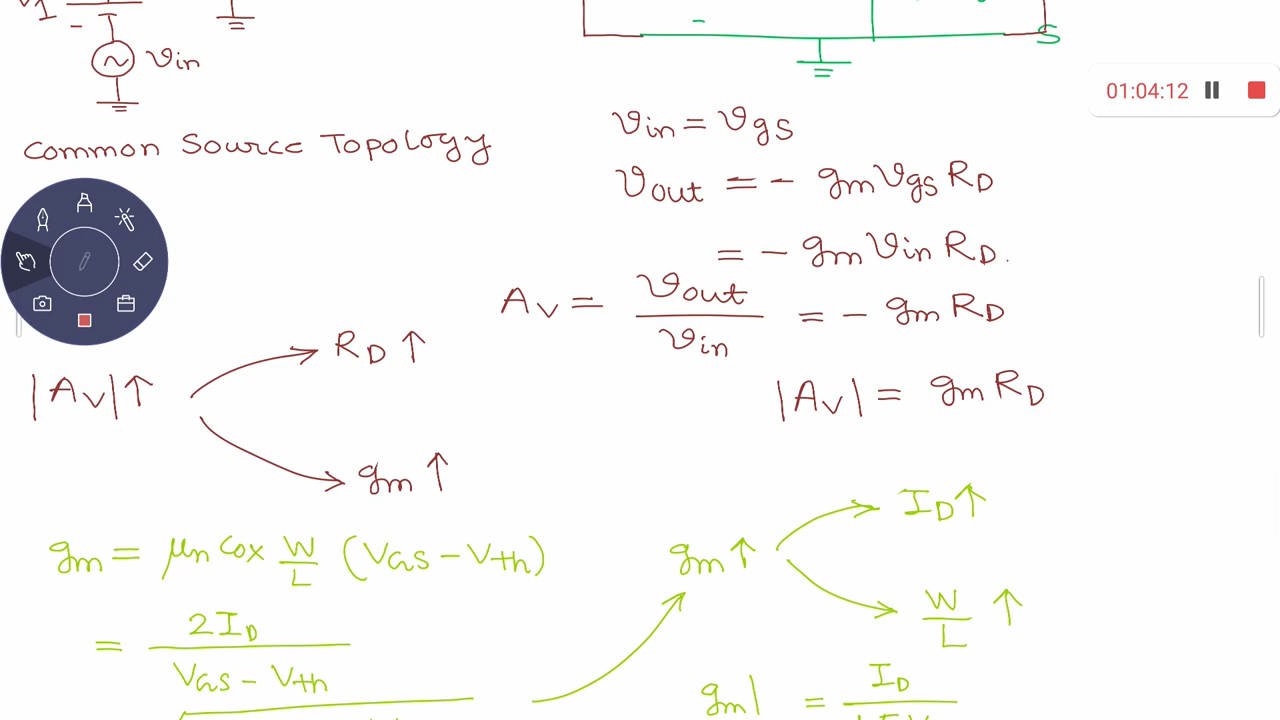 V1
-
Vin
-
S
01:04:12
Common Source Topology
Vin = Vgs
Vout = - gm Vgs RD
= - gm Vin RD.
Av = Vout / Vin = - gm RD
|Av| = gm RD
|Av| ↑
RD ↑
gm ↑
gm = μn Cox W/L (VGS - Vth)
= 2ID / VGS - Vth
gm ↑
ID ↑
W/L ↑
gm| = ID